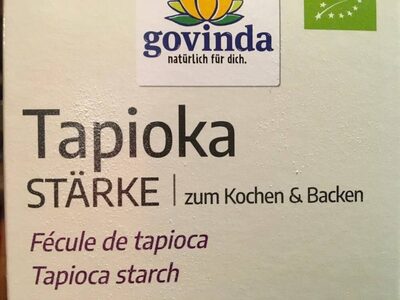 govinda
natürlich für dich.
Tapioka
STÄRKE | zum Kochen & Backen
Fécule de tapioca
Tapioca starch